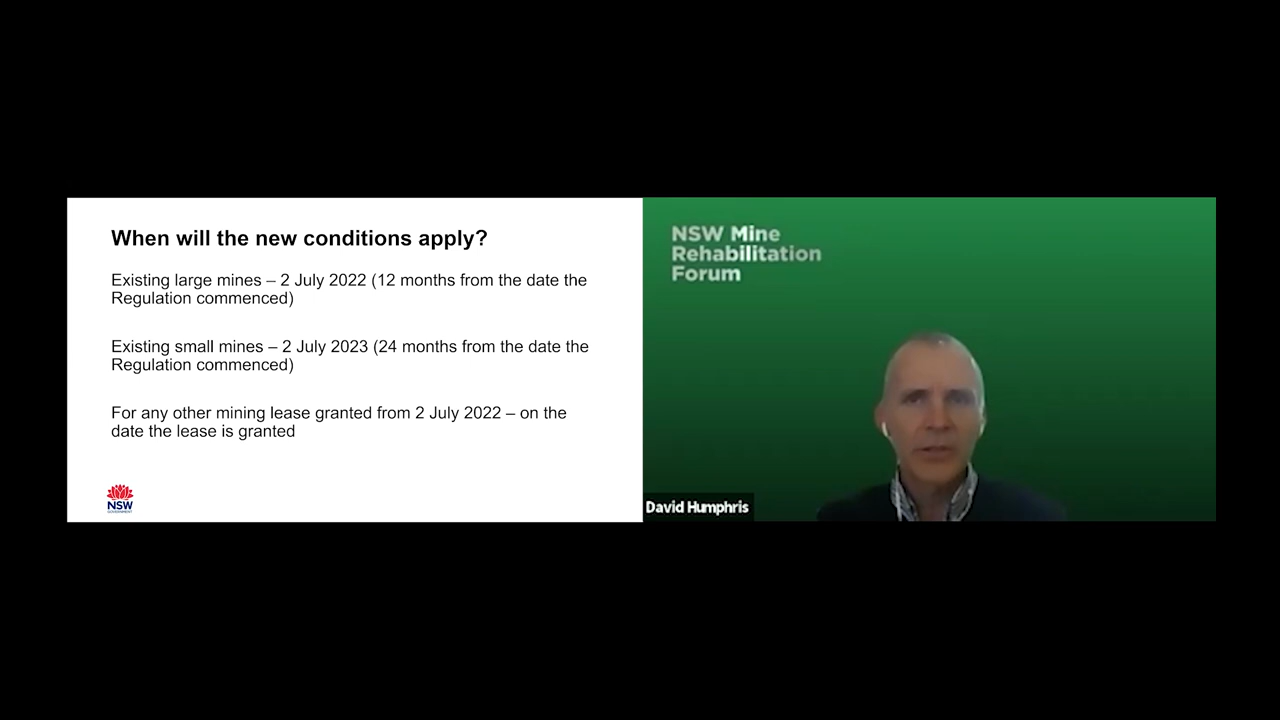 When will the new conditions apply?
Existing large mines – 2 July 2022 (12 months from the date the
Regulation commenced)
Existing small mines – 2 July 2023 (24 months from the date the
Regulation commenced)
For any other mining lease granted from 2 July 2022 – on the
date the lease is granted
NSW
GOVERNMENT
NSW Mine
Rehabilitation
Forum
David Humphris